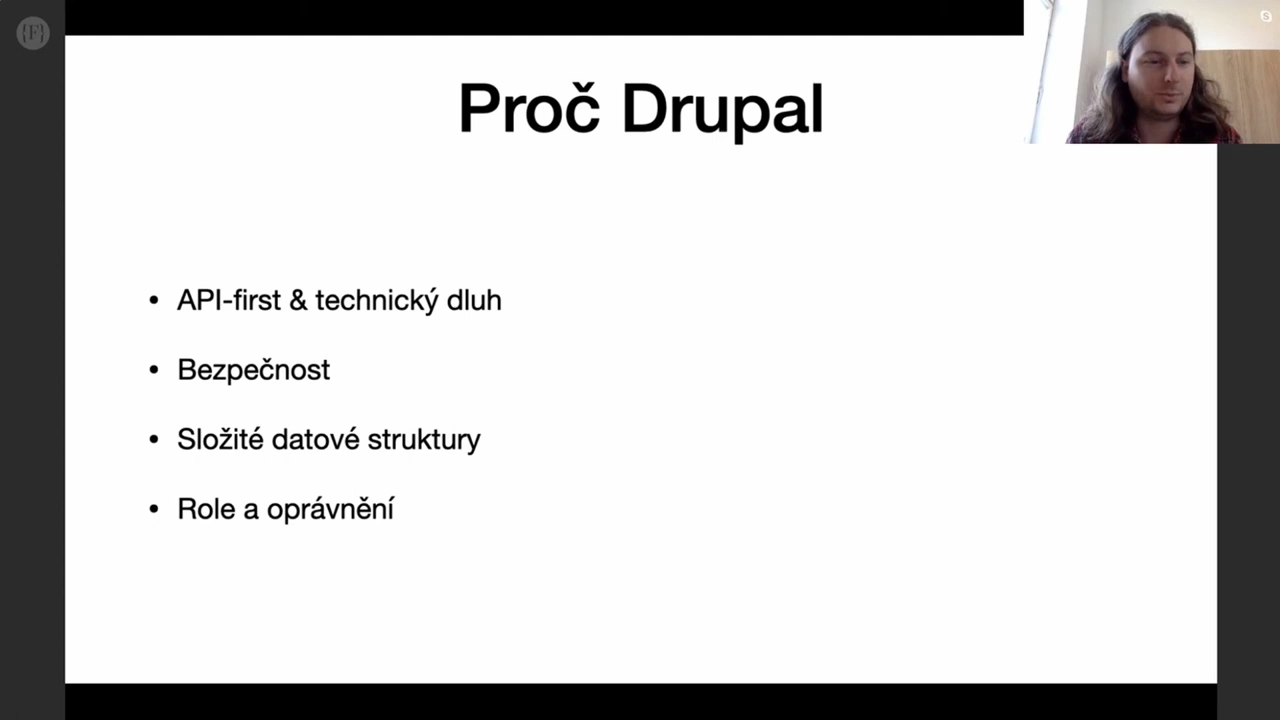 {F}
Proč Drupal
• API-first & technický dluh
• Bezpečnost
• Složité datové struktury
• Role a oprávnění